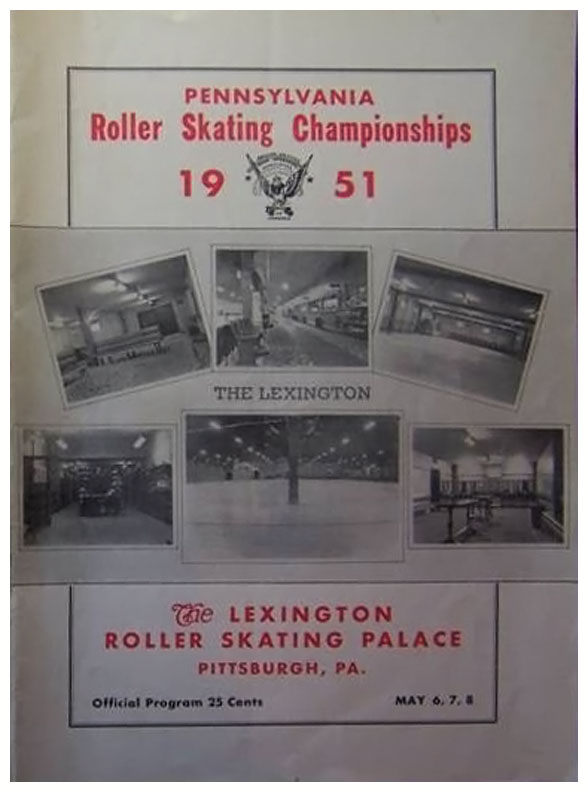 PENNSYLVANIA
Roller Skating Championships
19 51
THE LEXINGTON
The LEXINGTON
ROLLER SKATING PALACE
PITTSBURGH, PA.
Official Program 25 Cents MAY 6, 7, 8